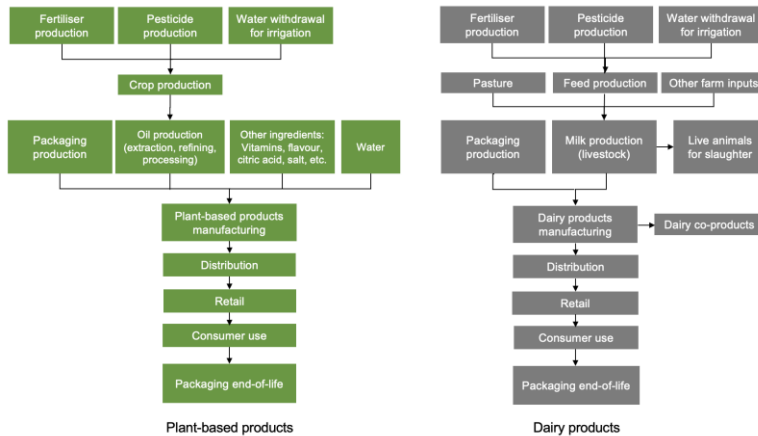 Fertiliser
production
Pesticide
production
Water withdrawal
for irrigation
Crop production
Packaging
production
Oil production
(extraction, refining,
processing)
Other ingredients:
Vitamins, flavour,
citric acid, salt, etc.
Water
Plant-based products
manufacturing
Distribution
Retail
Consumer use
Packaging end-of-life
Plant-based products
Fertiliser
production
Pesticide
production
Water withdrawal
for irrigation
Pasture
Feed production
Other farm inputs
Packaging
production
Milk production
(livestock)
Live animals
for slaughter
Dairy products
manufacturing
Dairy co-products
Distribution
Retail
Consumer use
Packaging end-of-life
Dairy products